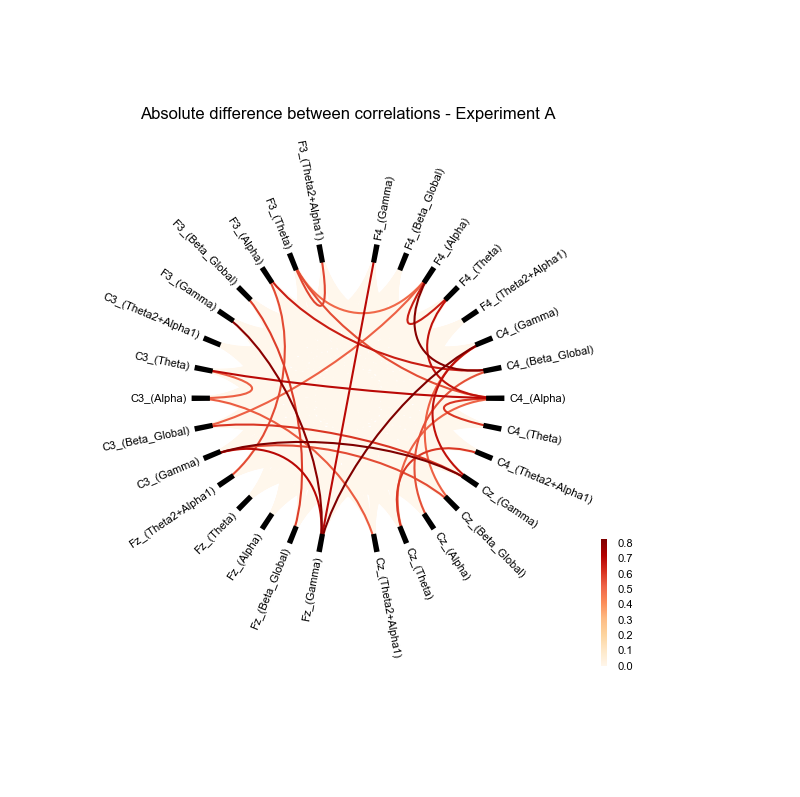 Absolute difference between correlations - Experiment A
F3_(Theta2+Alpha1)
F3_(Theta)
F3_(Alpha)
F3_(Beta_Global)
F3_(Gamma)
C3_(Theta2+Alpha1)
C3_(Theta)
C3_(Alpha)
C3_(Beta_Global)
C3_(Gamma)
Fz_(Theta2+Alpha1)
Fz_(Theta)
Fz_(Alpha)
Fz_(Beta_Global)
Fz_(Gamma)
Cz_(Theta2+Alpha1)
Cz_(Theta)
Cz_(Alpha)
Cz_(Beta_Global)
Cz_(Gamma)
C4_(Theta2+Alpha1)
C4_(Theta)
C4_(Alpha)
C4_(Beta_Global)
C4_(Gamma)
F4_(Theta2+Alpha1)
F4_(Theta)
F4_(Alpha)
F4_(Beta_Global)
F4_(Gamma)
0.8
0.7
0.6
0.5
0.4
0.3
0.2
0.1
0.0